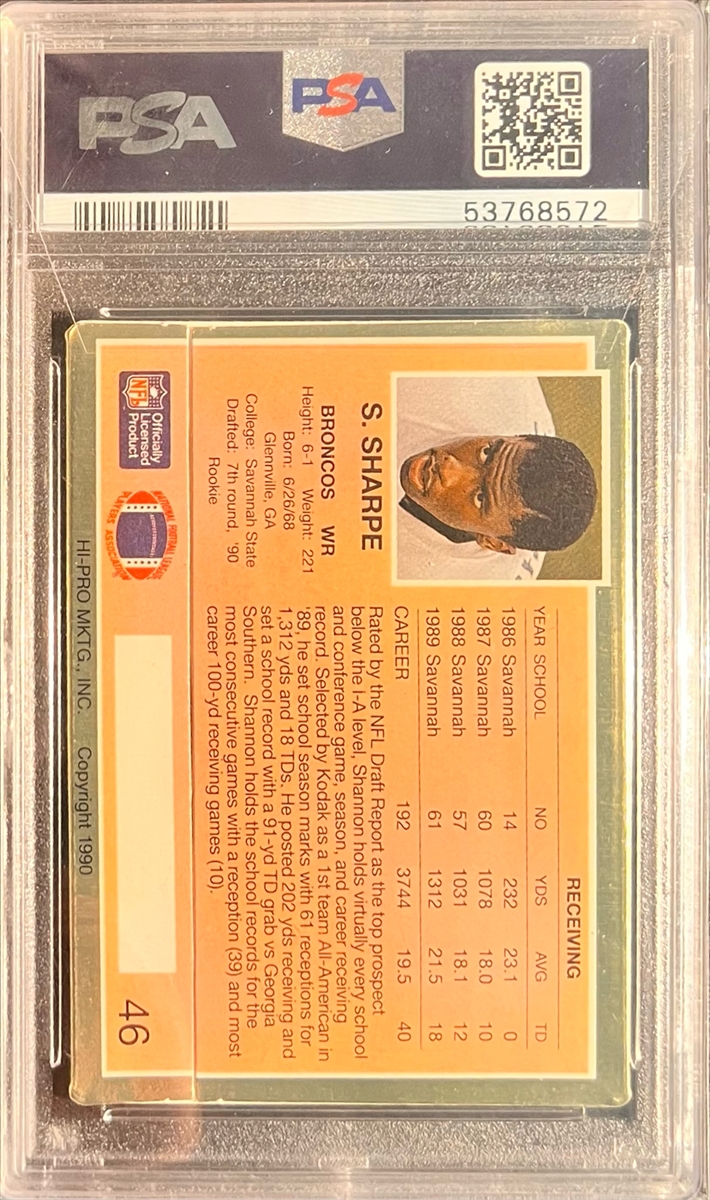 PSA
PSA
53768572
S. SHARPE
BRONCOS WR
Height: 6-1 Weight: 221
Born: 6/26/68
Glennville, GA
College: Savannah State
Drafted: 7th round, '90
Rookie
RECEIVING
YEAR SCHOOL NO YDS AVG TD
1986 Savannah 14 232 23.1 0
1987 Savannah 60 1078 18.0 10
1988 Savannah 57 1031 18.1 12
1989 Savannah 61 1312 21.5 18
CAREER 192 3744 19.5 40
Rated by the NFL Draft Report as the top prospect
below the I-A level, Shannon holds virtually every school
and conference game, season, and career receiving
record. Selected by Kodak as a 1st team All-American in
'89, he set school season marks with 61 receptions for
1,312 yds and 18 TDs. He posted 202 yds receiving and
set a school record with a 91-yd TD grab vs Georgia
Southern. Shannon holds the school records for the
most consecutive games with a reception (39) and most
career 100-yd receiving games (10).
NFL
Officially
Licensed
Product
NATIONAL FOOTBALL LEAGUE
PLAYERS ASSOCIATION
46
HI-PRO MKTG., INC. Copyright 1990